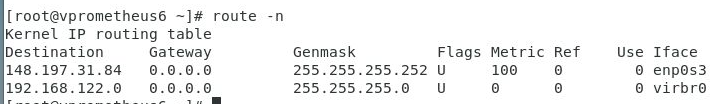 [root@vprometheus6 ~]# route -n
Kernel IP routing table
Destination Gateway Genmask Flags Metric Ref Use Iface
148.197.31.84 0.0.0.0 255.255.255.252 U 100 0 0 enp0s3
192.168.122.0 0.0.0.0 255.255.255.0 U 0 0 0 virbr0
[root@vprometheus6 ~]#